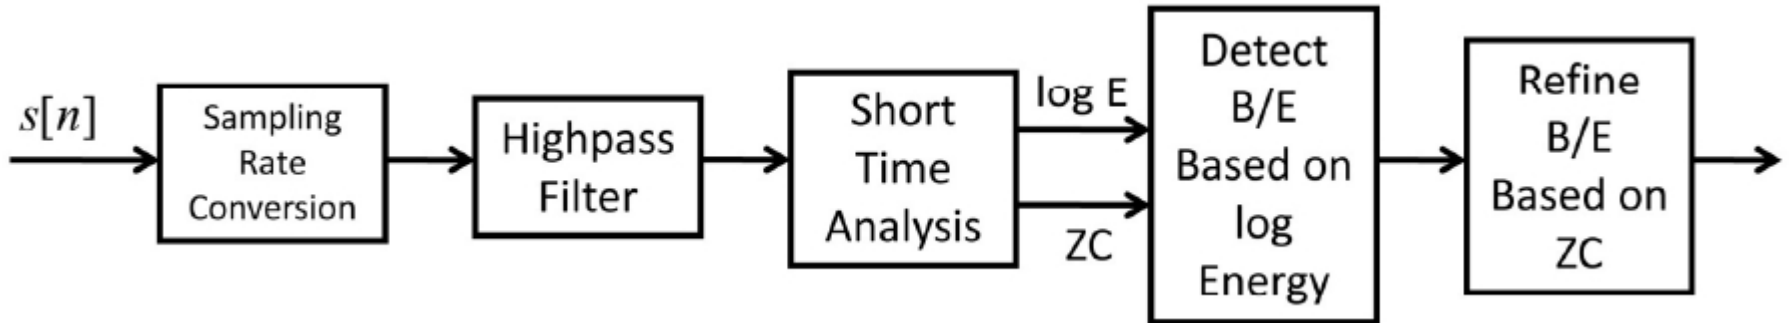 s[n]
Sampling
Rate
Conversion
Highpass
Filter
Short
Time
Analysis
log E
ZC
Detect
B/E
Based on
log
Energy
Refine
B/E
Based on
ZC